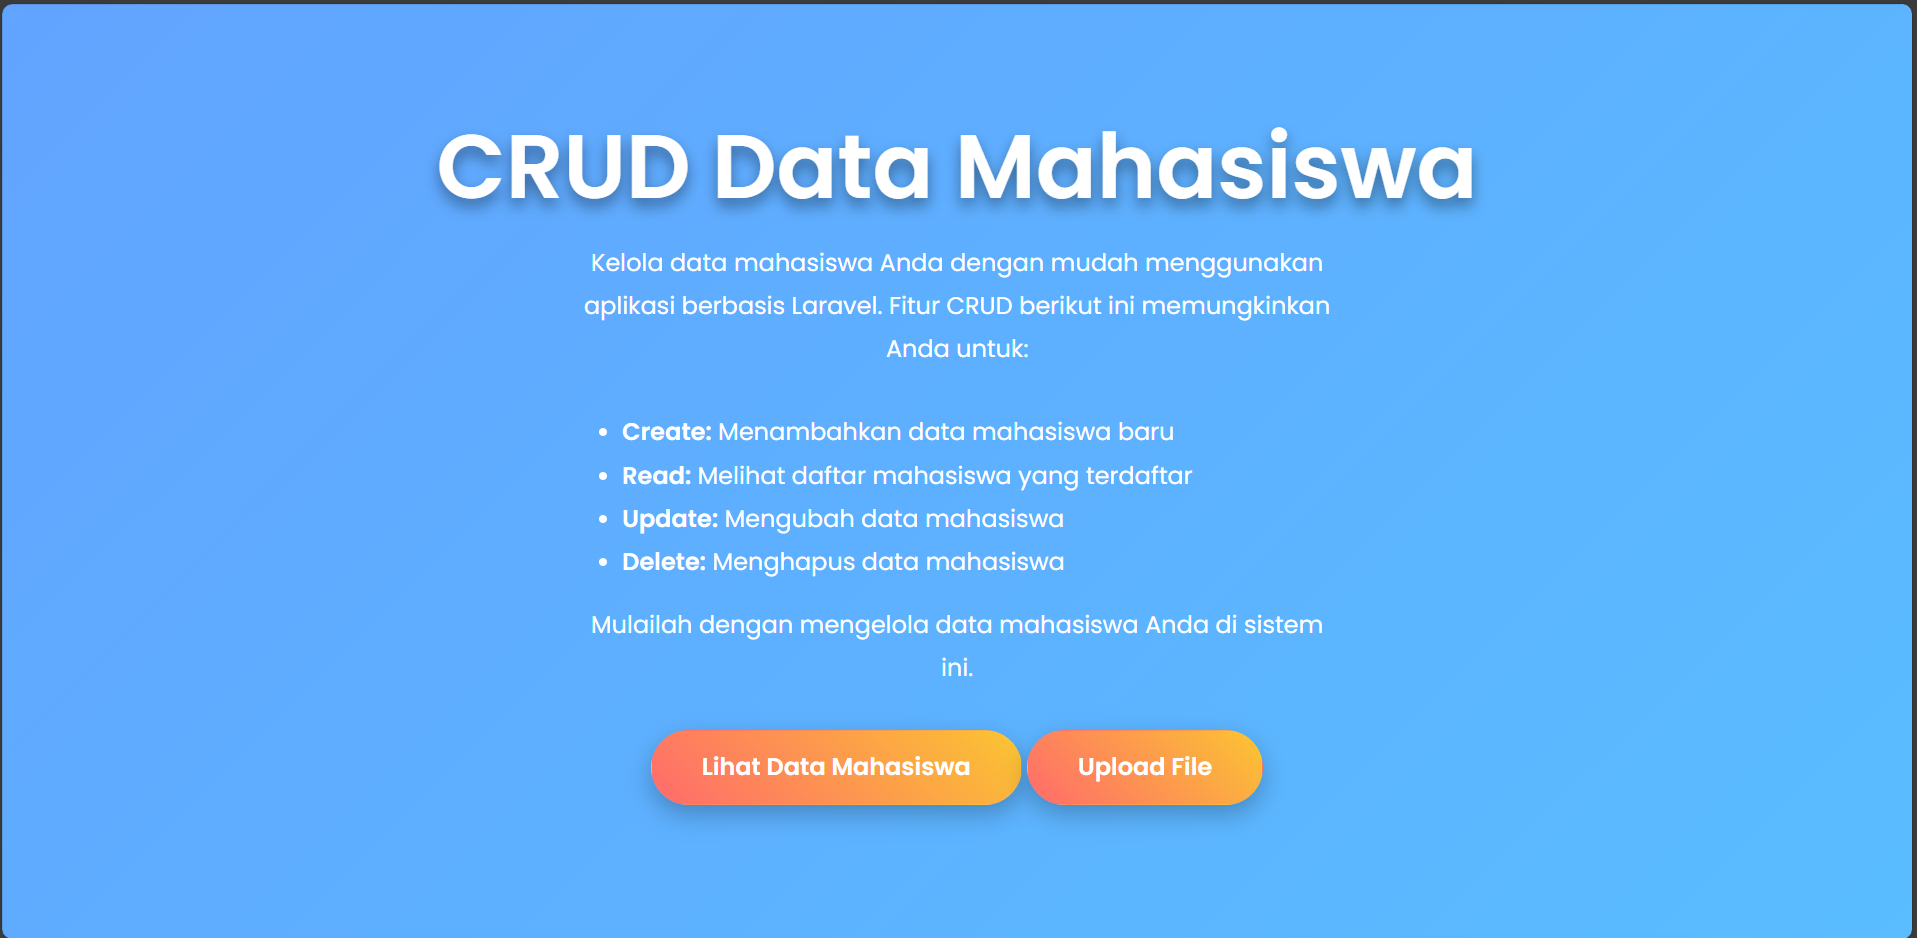 CRUD Data Mahasiswa
Kelola data mahasiswa Anda dengan mudah menggunakan
aplikasi berbasis Laravel. Fitur CRUD berikut ini memungkinkan
Anda untuk:
• Create: Menambahkan data mahasiswa baru
• Read: Melihat daftar mahasiswa yang terdaftar
• Update: Mengubah data mahasiswa
• Delete: Menghapus data mahasiswa
Mulailah dengan mengelola data mahasiswa Anda di sistem
ini.
Lihat Data Mahasiswa
Upload File